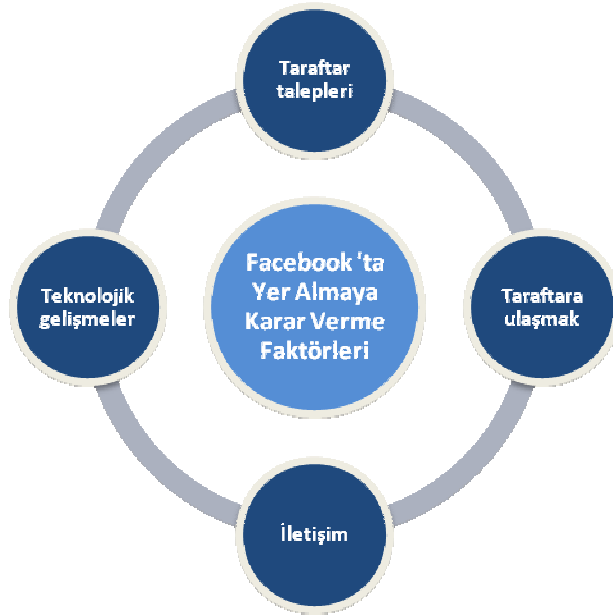 Taraftar
talepleri
Facebook 'ta
Yer Almaya
Karar Verme
Faktörleri
Teknolojik
gelişmeler
Taraftara
ulaşmak
İletişim